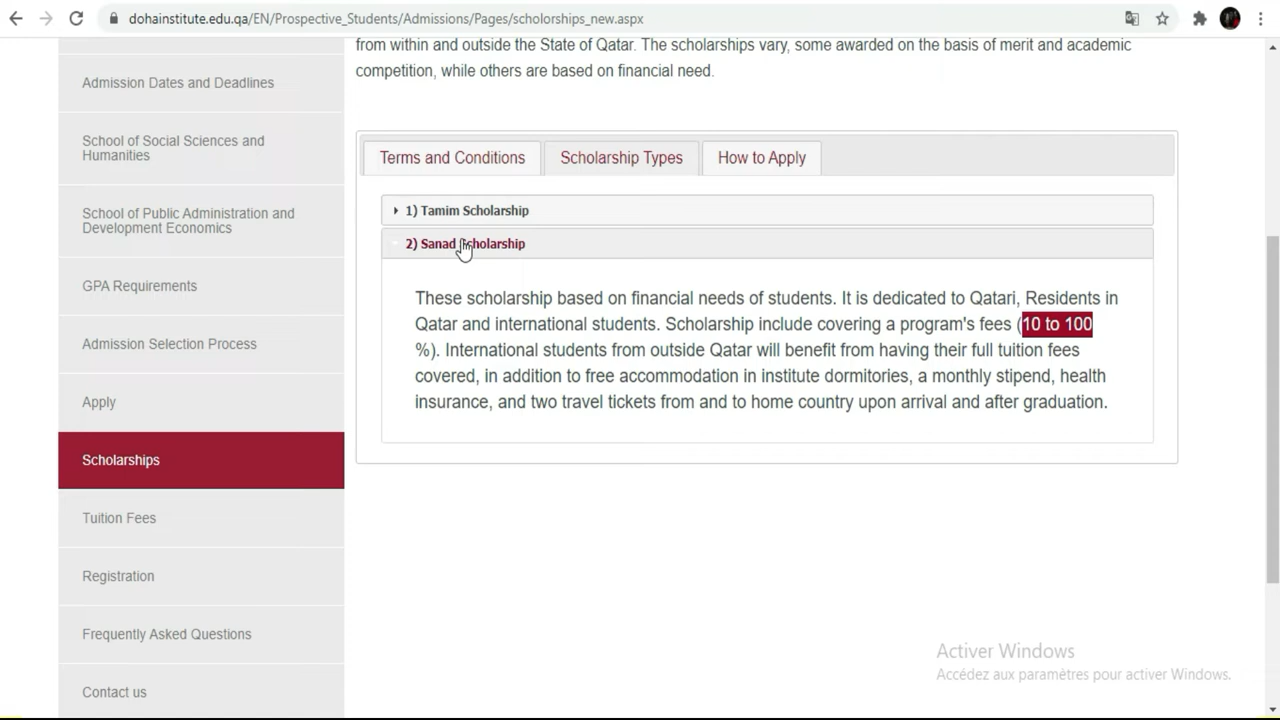 dohainstitute.edu.qa/EN/Prospective_Students/Admissions/Pages/scholorships_new.aspx
from within and outside the State of Qatar. The scholarships vary, some awarded on the basis of merit and academic
competition, while others are based on financial need.
Admission Dates and Deadlines
School of Social Sciences and
Humanities
School of Public Administration and
Development Economics
GPA Requirements
Admission Selection Process
Apply
Scholarships
Tuition Fees
Registration
Frequently Asked Questions
Contact us
Terms and Conditions
Scholarship Types
How to Apply
1) Tamim Scholarship
2) Sanad Scholarship
These scholarship based on financial needs of students. It is dedicated to Qatari, Residents in
Qatar and international students. Scholarship include covering a program's fees (10 to 100
%). International students from outside Qatar will benefit from having their full tuition fees
covered, in addition to free accommodation in institute dormitories, a monthly stipend, health
insurance, and two travel tickets from and to home country upon arrival and after graduation.
Activer Windows
Accédez aux paramètres pour activer Windows.